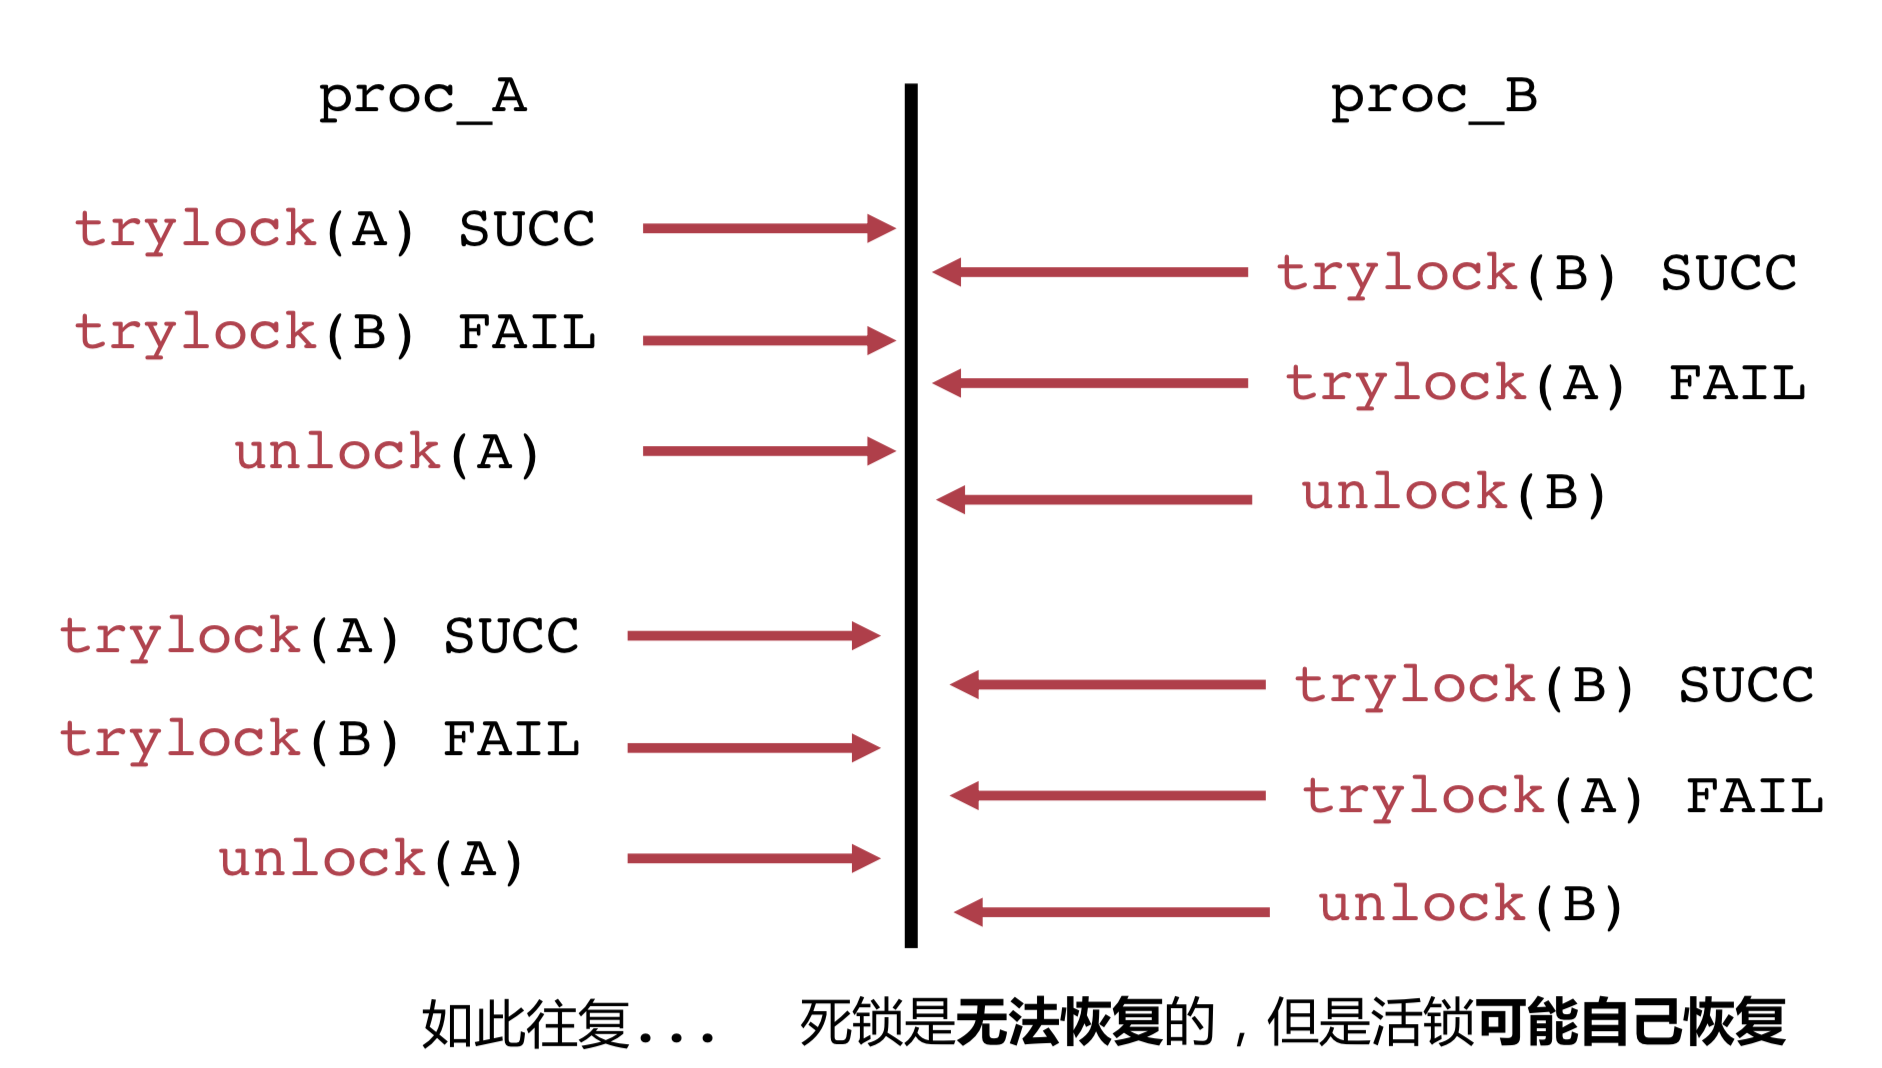 proc_A
proc_B
trylock(A) SUCC
trylock(B) SUCC
trylock(B) FAIL
trylock(A) FAIL
unlock(A)
unlock(B)
trylock(A) SUCC
trylock(B) SUCC
trylock(B) FAIL
trylock(A) FAIL
unlock(A)
unlock(B)
如此往复... 死锁是无法恢复的，但是活锁可能自己恢复